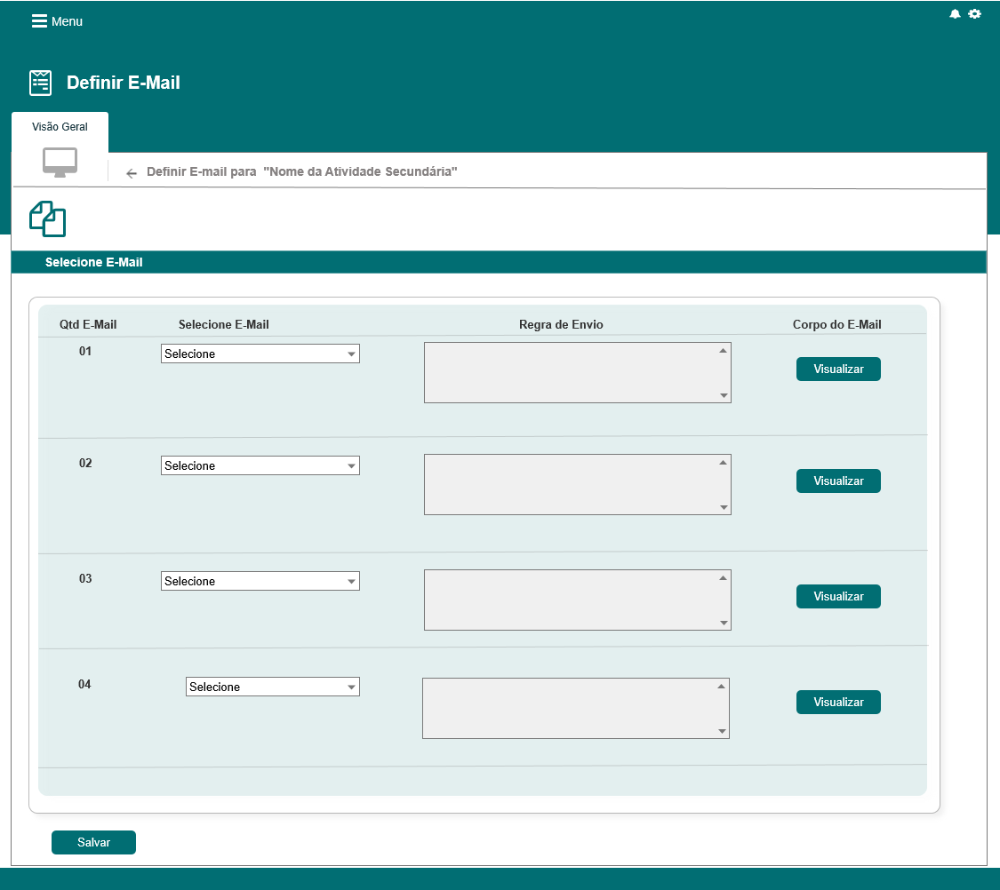 Menu
Definir E-Mail
Visão Geral
Definir E-mail para "Nome da Atividade Secundária"
Selecione E-Mail
Qtd E-Mail Selecione E-Mail Regra de Envio Corpo do E-Mail
01 Selecione Visualizar
02 Selecione Visualizar
03 Selecione Visualizar
04 Selecione Visualizar
Salvar